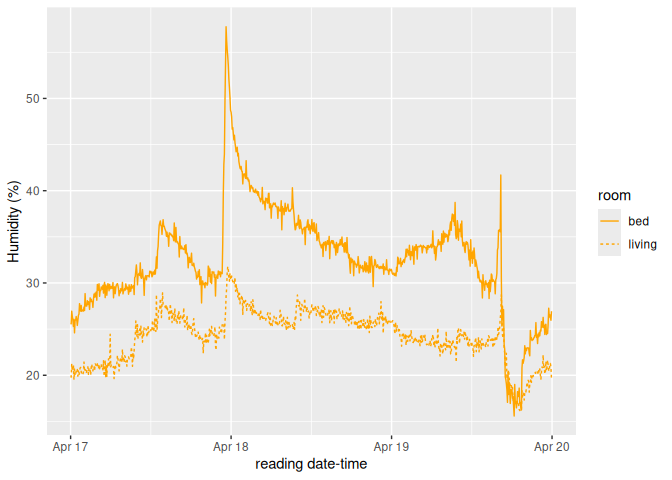 50
40
30
20
Humidity (%)
Apr 17
Apr 18
Apr 19
Apr 20
reading date-time
room
bed
living